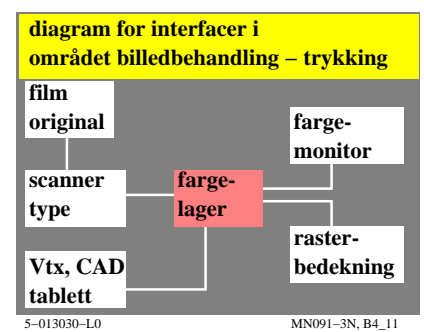 diagram for interfacer i
området billedbehandling – trykking
film
original
farge-
monitor
scanner
type
farge-
lager
raster-
bedekning
Vtx, CAD
tablett
5–013030–L0
MN091–3N, B4_11